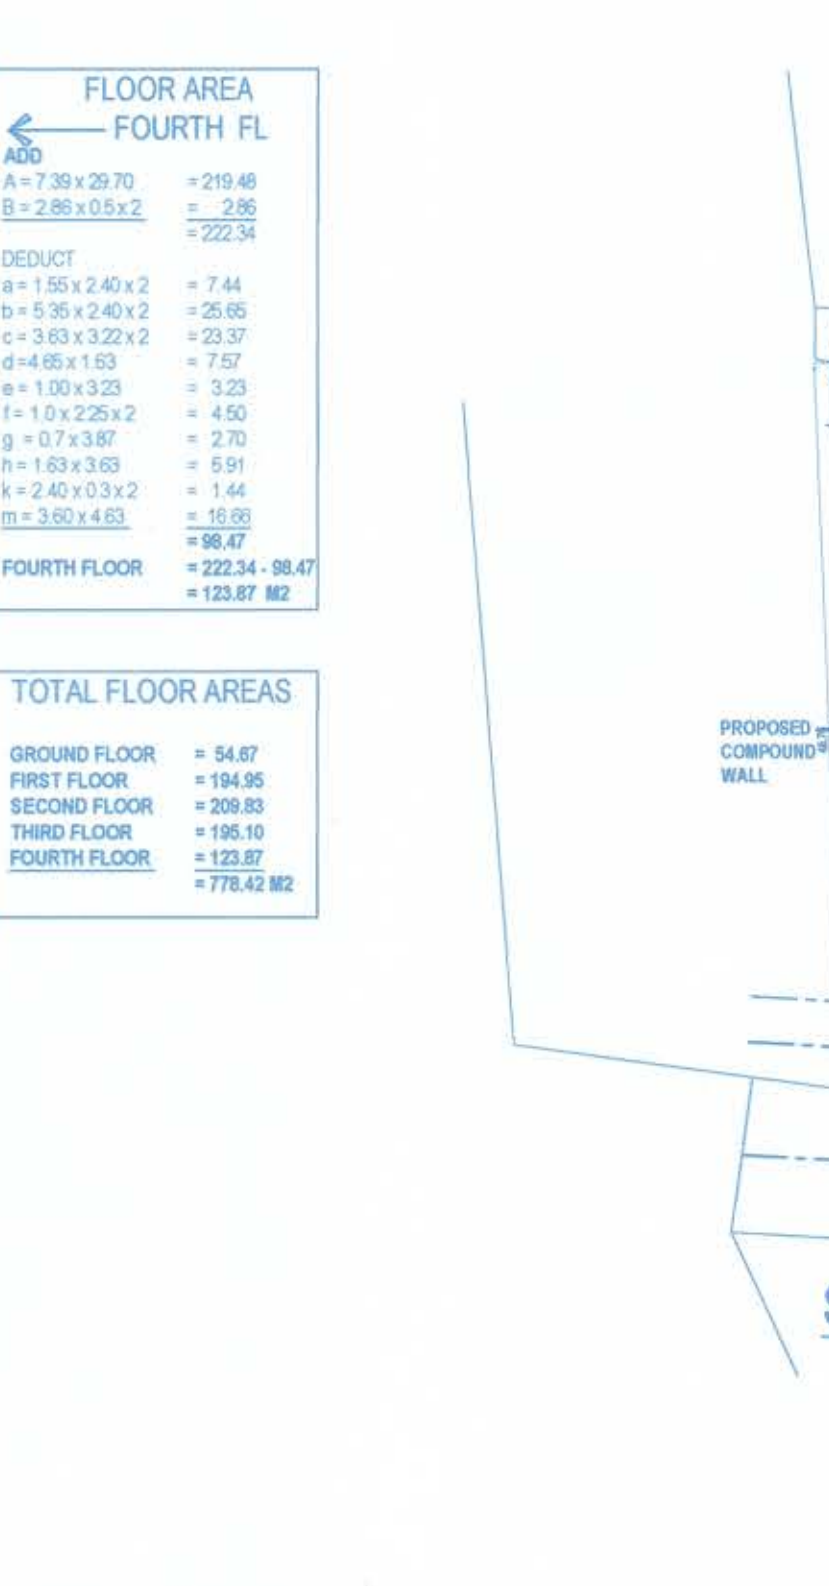 FLOOR AREA
FOURTH FL
ADD
A = 7.39 x 29.70 = 219.48
B = 2.86 x 0.5 x 2 = 2.86
= 222.34
DEDUCT
a = 1.55 x 2.40 x 2 = 7.44
b = 5.35 x 2.40 x 2 = 25.65
c = 3.63 x 3.22 x 2 = 23.37
d =4.65 x 1.63 = 7.57
e = 1.00 x 3.23 = 3.23
f = 1.0 x 2.25 x 2 = 4.50
g = 0.7 x 3.87 = 2.70
h = 1.63 x 3.63 = 5.91
k = 2.40 x 0.3 x 2 = 1.44
m = 3.60 x 4.63 = 16.66
= 98.47
FOURTH FLOOR = 222.34 - 98.47
= 123.87 M2
TOTAL FLOOR AREAS
GROUND FLOOR = 54.67
FIRST FLOOR = 194.95
SECOND FLOOR = 209.83
THIRD FLOOR = 195.10
FOURTH FLOOR = 123.87
= 778.42 M2
PROPOSED
COMPOUND
WALL